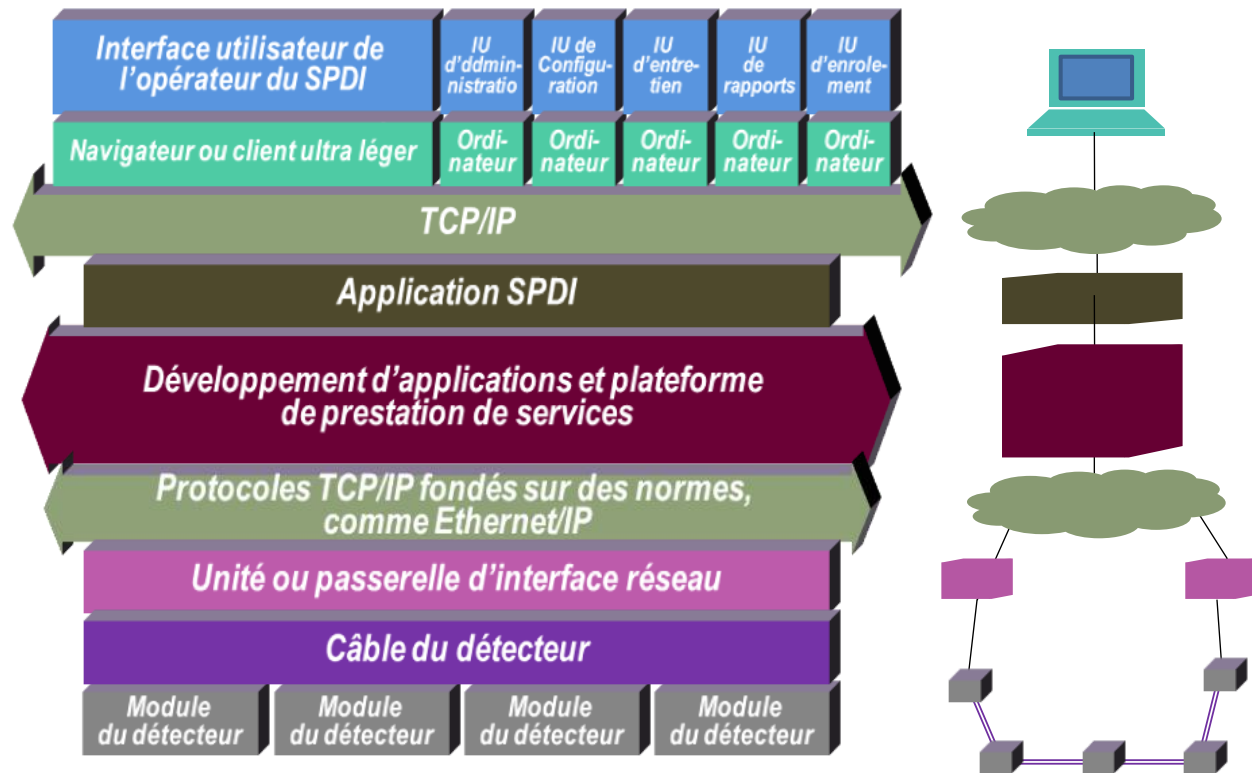 Interface utilisateur de
l'opérateur du SPDI
IU
d'ddmin-
nistratio
IU de
Configu-
ration
IU
d'entre-
tien
IU
de
rapports
IU
d'enrole-
ment
Navigateur ou client ultra léger
Ordi-
nateur
Ordi-
nateur
Ordi-
nateur
Ordi-
nateur
Ordi-
nateur
TCP/IP
Application SPDI
Développement d'applications et plateforme
de prestation de services
Protocoles TCP/IP fondés sur des normes,
comme Ethernet/IP
Unité ou passerelle d'interface réseau
Câble du détecteur
Module
du détecteur
Module
du détecteur
Module
du détecteur
Module
du détecteur